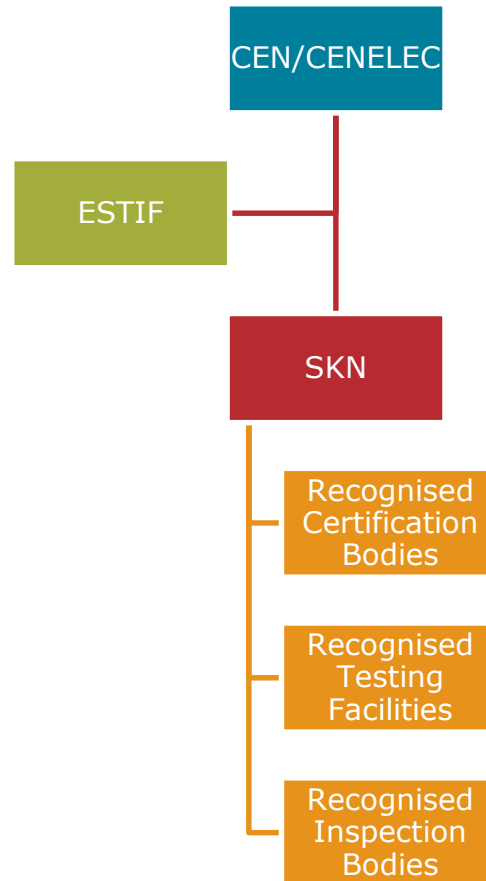 CEN/CENELEC
ESTIF
SKN
Recognised
Certification
Bodies
Recognised
Testing
Facilities
Recognised
Inspection
Bodies